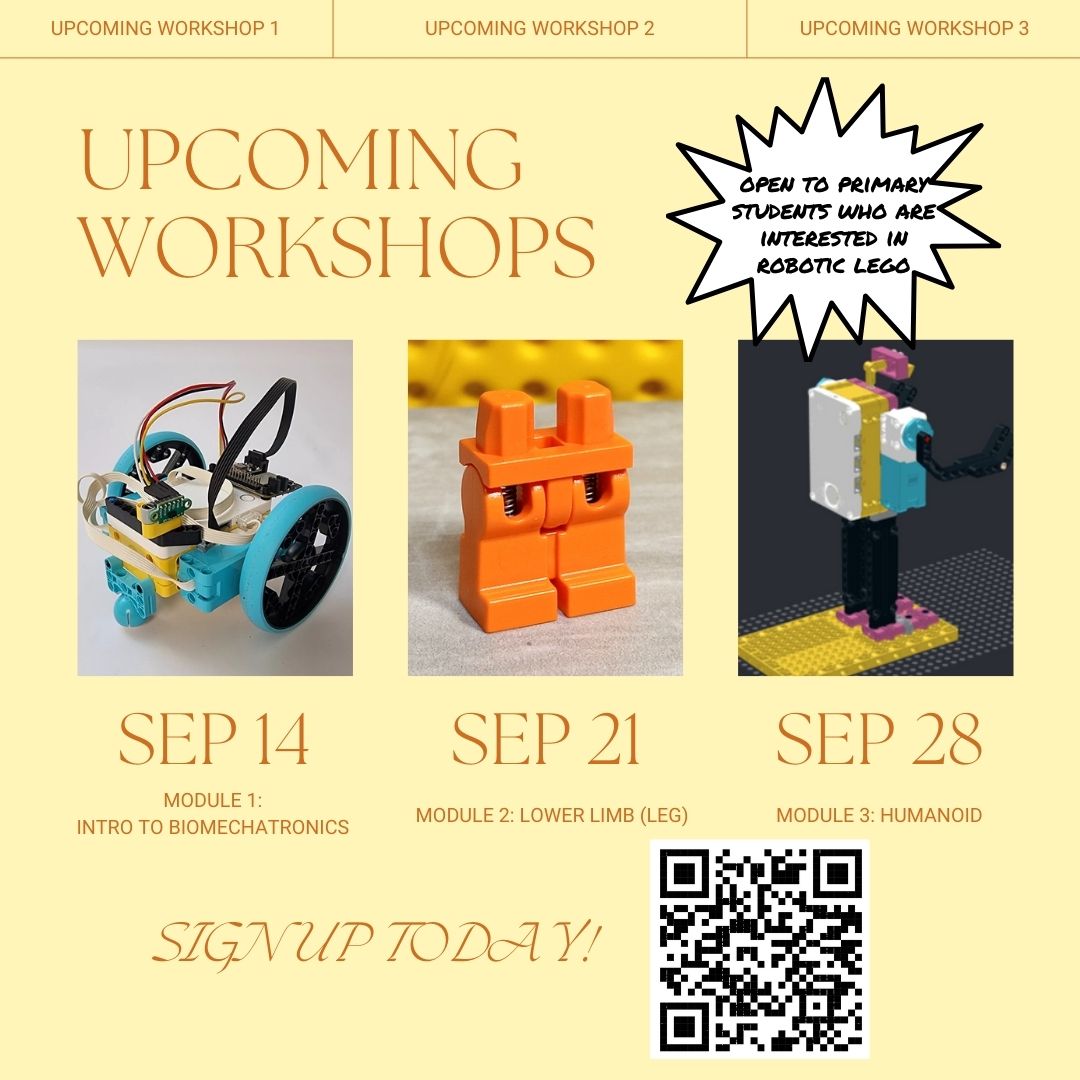 UPCOMING WORKSHOP 1
UPCOMING WORKSHOP 2
UPCOMING WORKSHOP 3
UPCOMING
WORKSHOPS
OPEN TO PRIMARY
STUDENTS WHO ARE
INTERESTED IN
ROBOTIC LEGO
SEP 14
SEP 21
SEP 28
MODULE 1:
INTRO TO BIOMECHATRONICS
MODULE 2: LOWER LIMB (LEG)
MODULE 3: HUMANOID
SIGN UP TODAY!